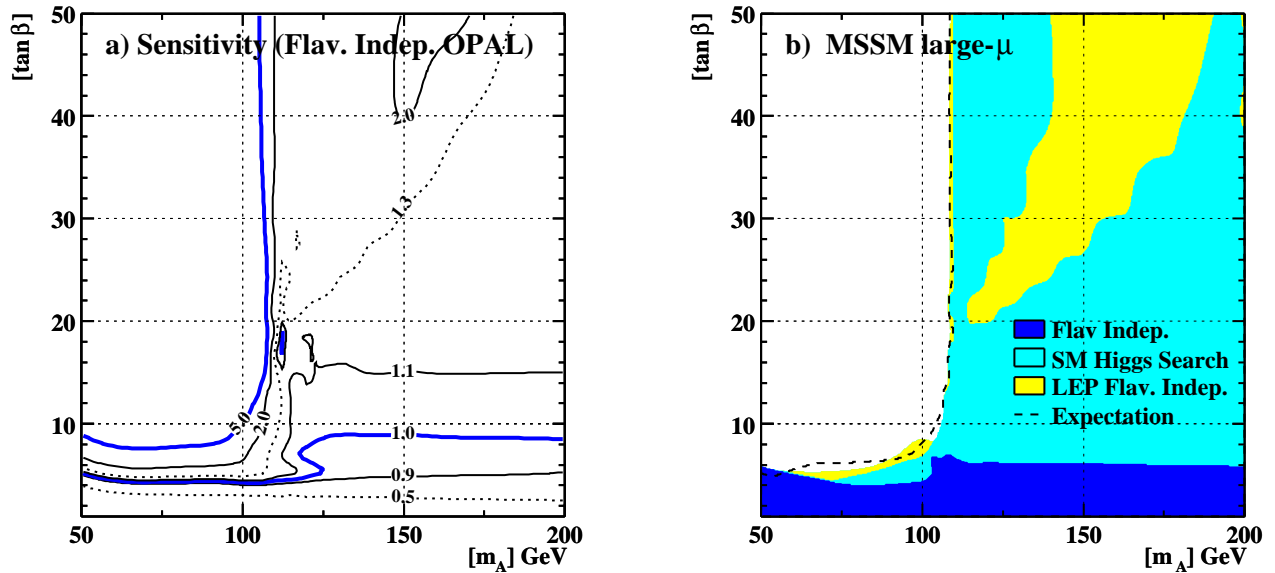 a) Sensitivity (Flav. Indep. OPAL)
[tan β]
50
40
30
20
10
50
100
150
200
[m_A] GeV
2.0
1.3
1.1
1.0
0.9
0.5
5.0
2.0
b) MSSM large-μ
[tan β]
50
40
30
20
10
Flav Indep.
SM Higgs Search
LEP Flav. Indep.
Expectation
50
100
150
200
[m_A] GeV